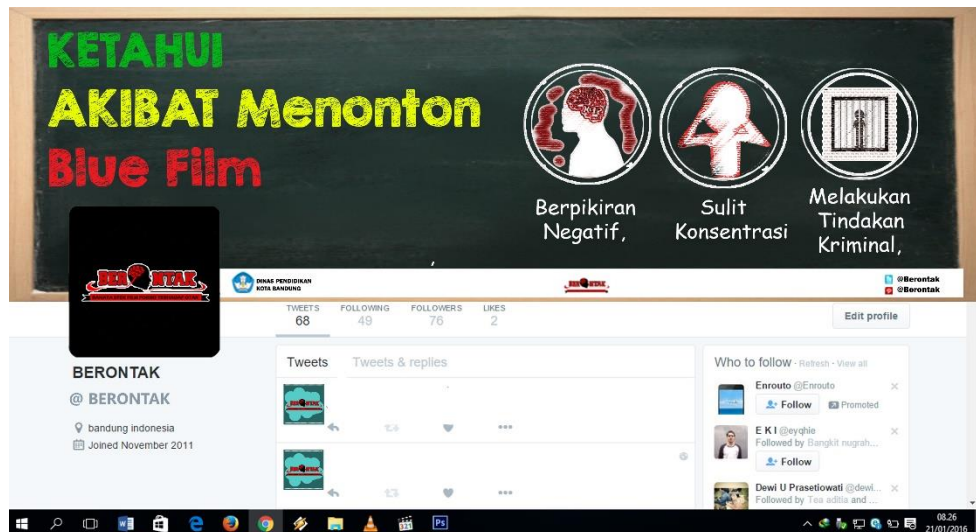 KETAHUI
AKIBAT Menonton
Blue Film
Berpikiran
Negatif,
Sulit
Konsentrasi
Melakukan
Tindakan
Kriminal,
,
BERONTAK
DINAS PENDIDIKAN
KOTA BANDUNG
BERONTAK
@Berontak
@Berontak
TWEETS
68
FOLLOWING
49
FOLLOWERS
76
LIKES
2
Edit profile
BERONTAK
@ BERONTAK
bandung indonesia
Joined November 2011
Tweets
Tweets & replies
Who to follow · Refresh · View all
Enrouto @Enrouto
Follow
Promoted
E K I @eyqhie
Followed by Bangkit nugrah...
Follow
Dewi U Prasetiowati @dewi...
Followed by Tea aditia and ...
Ps
08.26
21/01/2016